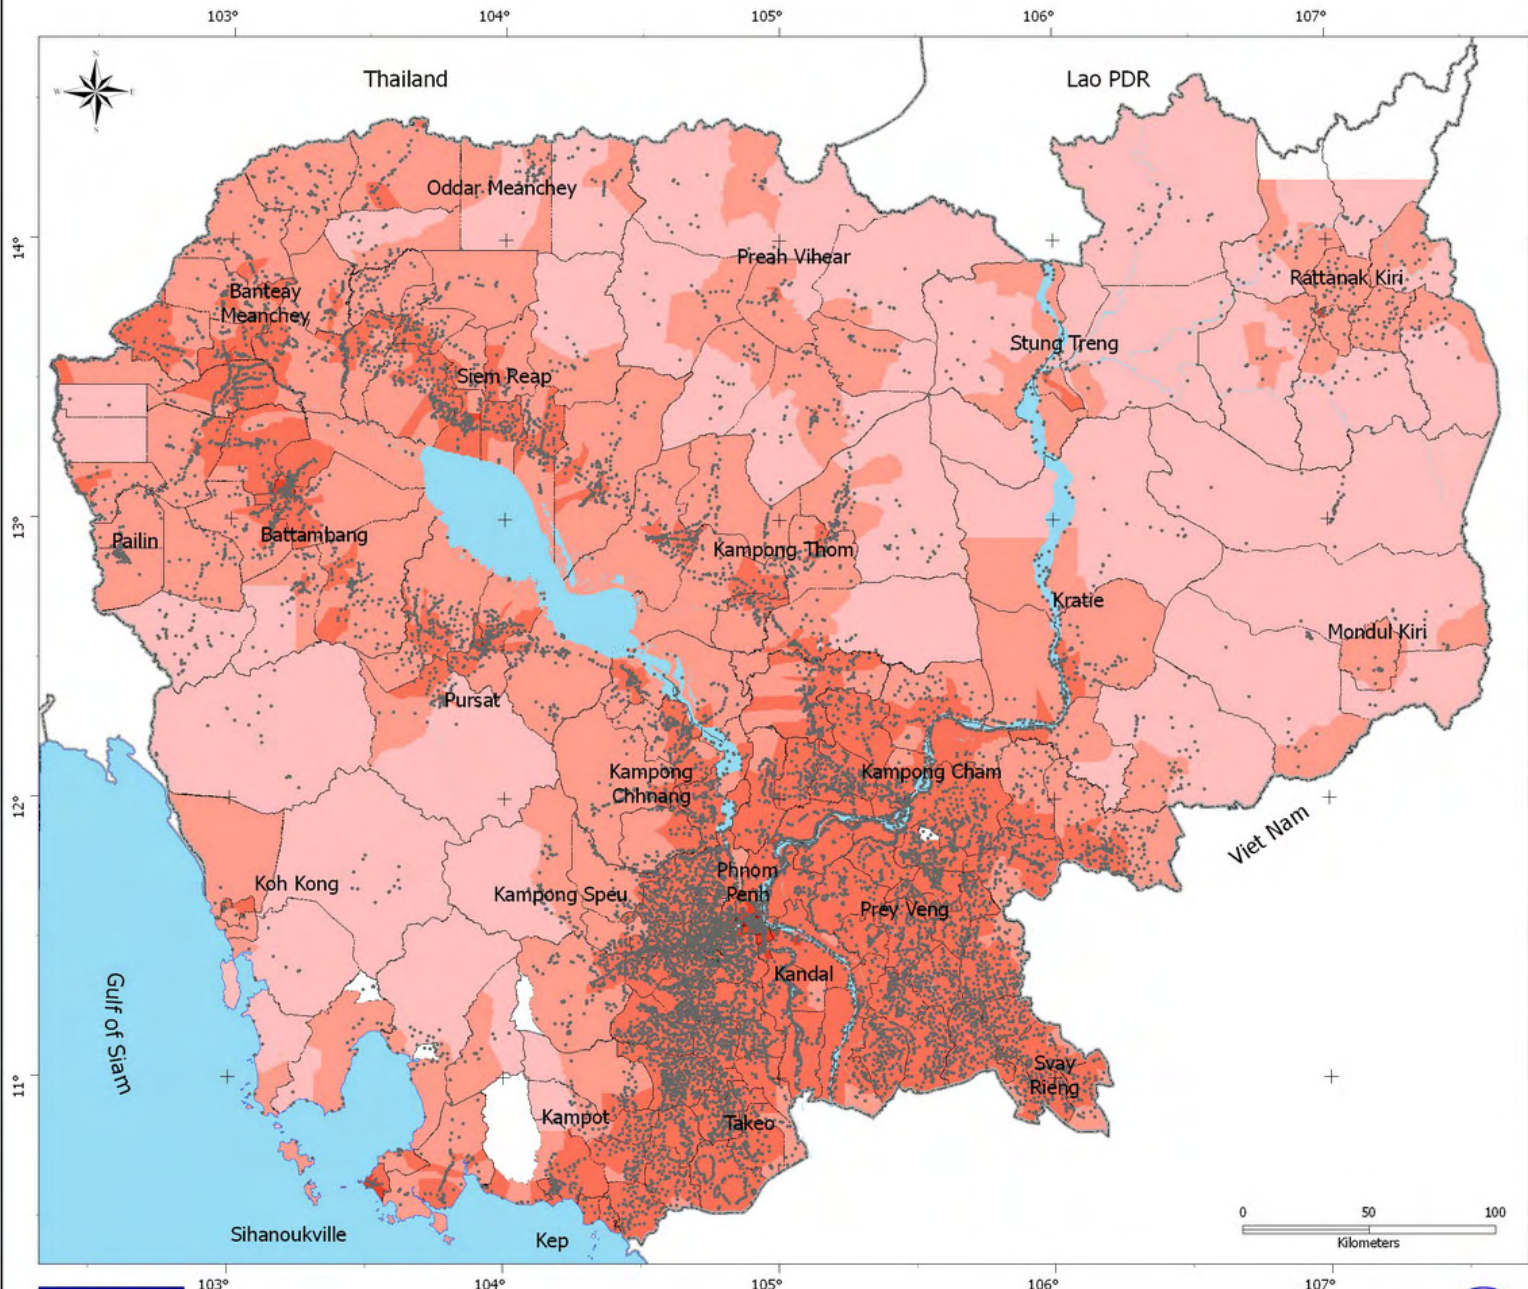 103° 104° 105° 106° 107°
N
W E
S
Thailand
Lao PDR
14°
Oddar Meanchey
Preah Vihear
Rattanak Kiri
Banteay
Meanchey
Stung Treng
Siem Reap
13°
Pailin
Battambang
Kampong Thom
Kratie
Mondul Kiri
Pursat
12°
Kampong
Chhnang
Kampong Cham
Viet Nam
Phnom
Penh
Koh Kong
Kampong Speu
Prey Veng
Kandal
Gulf of Siam
11°
Svay
Rieng
Kampot
Takeo
Sihanoukville
Kep
0 50 100
Kilometers
103° 104° 105° 106° 107°